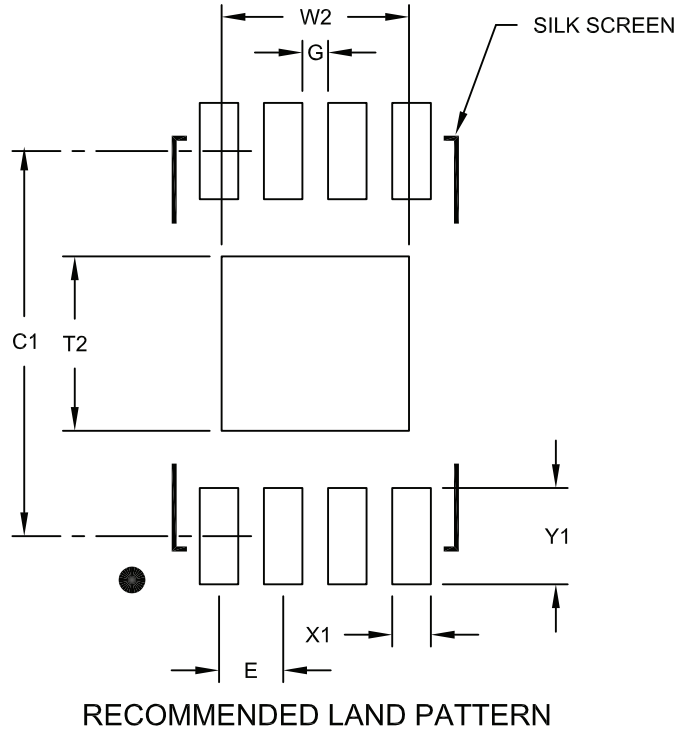 W2
SILK SCREEN
G
C1
T2
Y1
X1
E
RECOMMENDED LAND PATTERN